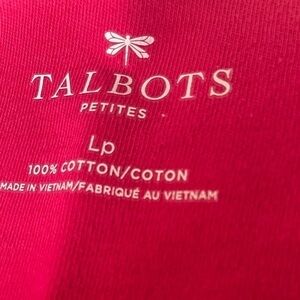 TALBOTS
PETITES
Lp
100% COTTON/COTON
MADE IN VIETNAM/FABRIQUÉ AU VIETNAM